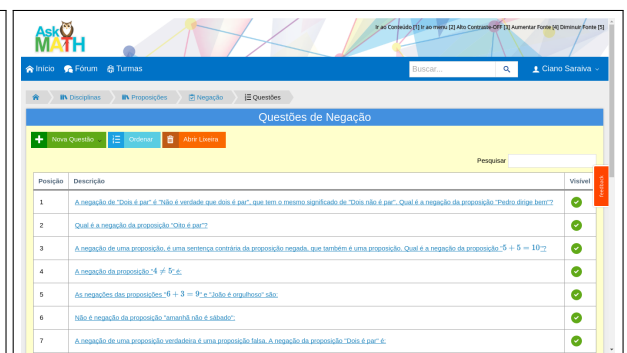 Ask
MATH
Ir ao Conteúdo [1] Ir ao menu [2] Alto Contraste OFF [3] Aumentar Fonte [4] Diminuir Fonte [5]
Início Fórum Turmas Buscar... Ciano Saraiva
Disciplinas Proposições Negação Questões
Questões de Negação
Nova Questão Ordenar Abrir Lixeira
Pesquisar
Feedback
Posição Descrição Visível
1 A negação de "Dois é par" é "Não é verdade que dois é par", que tem o mesmo significado de "Dois não é par". Qual é a negação da proposição "Pedro dirige bem"?
2 Qual é a negação da proposição "Oito é par"?
3 A negação de uma proposição, é uma sentença contrária da proposição negada, que também é uma proposição. Qual é a negação da proposição "5 + 5 = 10"?
4 A negação da proposição "4 ≠ 5" é:
5 As negações das proposições "6 + 3 = 9" e "João é orgulhoso" são:
6 Não é negação da proposição "amanhã não é sábado":
7 A negação de uma proposição verdadeira é uma proposição falsa. A negação da proposição "Dois é par" é: